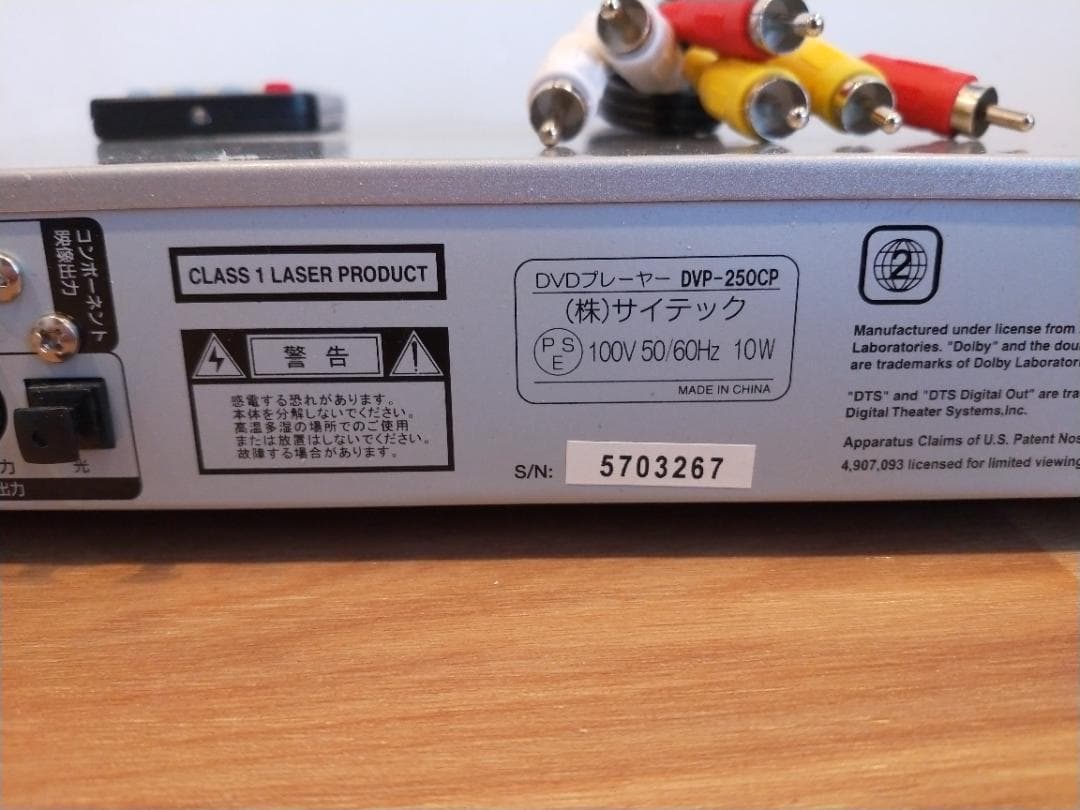 コンポーネント
映像出力
光
力
出力
CLASS 1 LASER PRODUCT
警告
感電する恐れがあります。
本体を分解しないでください。
高温多湿の場所でのご使用
または放置はしないでください。
故障する場合があります。
DVDプレーヤー DVP-250CP
(株)サイテック
PSE 100V 50/60Hz 10W
MADE IN CHINA
S/N: 5703267
2
Manufactured under license from
Laboratories. "Dolby" and the dou
are trademarks of Dolby Laborator
"DTS" and "DTS Digital Out" are tra
Digital Theater Systems,Inc.
Apparatus Claims of U.S. Patent Nos
4,907,093 licensed for limited viewing